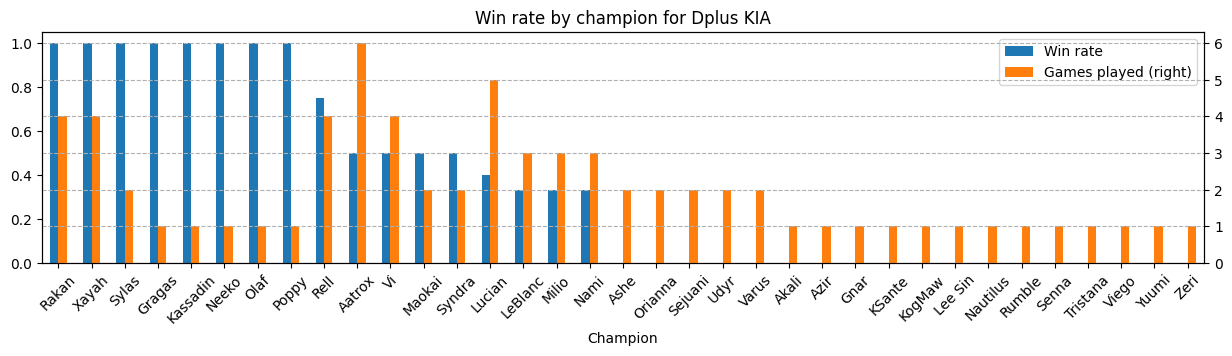 Win rate by champion for Dplus KIA
Win rate
Games played (right)
1.0
0.8
0.6
0.4
0.2
0.0
6
5
4
3
2
1
0
Rakan
Xayah
Sylas
Gragas
Kassadin
Neeko
Olaf
Poppy
Rell
Aatrox
Vi
Maokai
Syndra
Lucian
LeBlanc
Milio
Nami
Ashe
Orianna
Sejuani
Udyr
Varus
Akali
Azir
Gnar
KSante
KogMaw
Lee Sin
Nautilus
Rumble
Senna
Tristana
Viego
Yuumi
Zeri
Champion